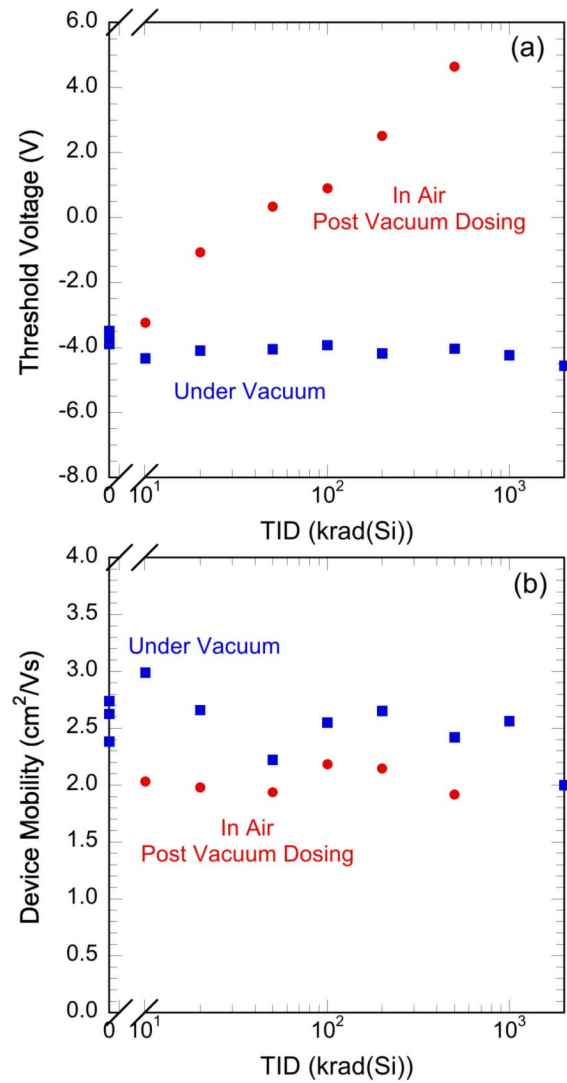 (a)
6.0
4.0
2.0
0.0
-2.0
-4.0
-6.0
-8.0
Threshold Voltage (V)
In Air
Post Vacuum Dosing
Under Vacuum
0 10¹ 10² 10³
TID (krad(Si))
(b)
4.0
3.5
3.0
2.5
2.0
1.5
1.0
0.5
0.0
Device Mobility (cm²/Vs)
Under Vacuum
In Air
Post Vacuum Dosing
0 10¹ 10² 10³
TID (krad(Si))